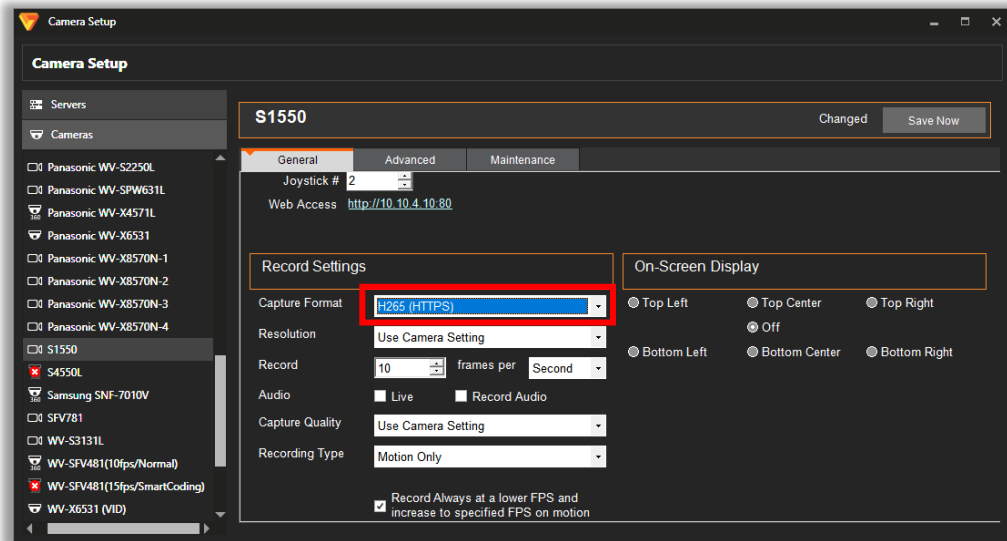 Camera Setup
Camera Setup
Servers
Cameras
Panasonic WV-S2250L
Panasonic WV-SPW631L
360 Panasonic WV-X4571L
Panasonic WV-X6531
Panasonic WV-X8570N-1
Panasonic WV-X8570N-2
Panasonic WV-X8570N-3
Panasonic WV-X8570N-4
S1550
S4550L
360 Samsung SNF-7010V
SFV781
WV-S3131L
360 WV-SFV481(10fps/Normal)
WV-SFV481(15fps/SmartCoding)
WV-X6531 (VID)
S1550
Changed
Save Now
General Advanced Maintenance
Joystick # 2
Web Access http://10.10.4.10:80
Record Settings
Capture Format H265 (HTTPS)
Resolution Use Camera Setting
Record 10 frames per Second
Audio Live Record Audio
Capture Quality Use Camera Setting
Recording Type Motion Only
Record Always at a lower FPS and
increase to specified FPS on motion
On-Screen Display
Top Left Top Center Top Right
Off
Bottom Left Bottom Center Bottom Right